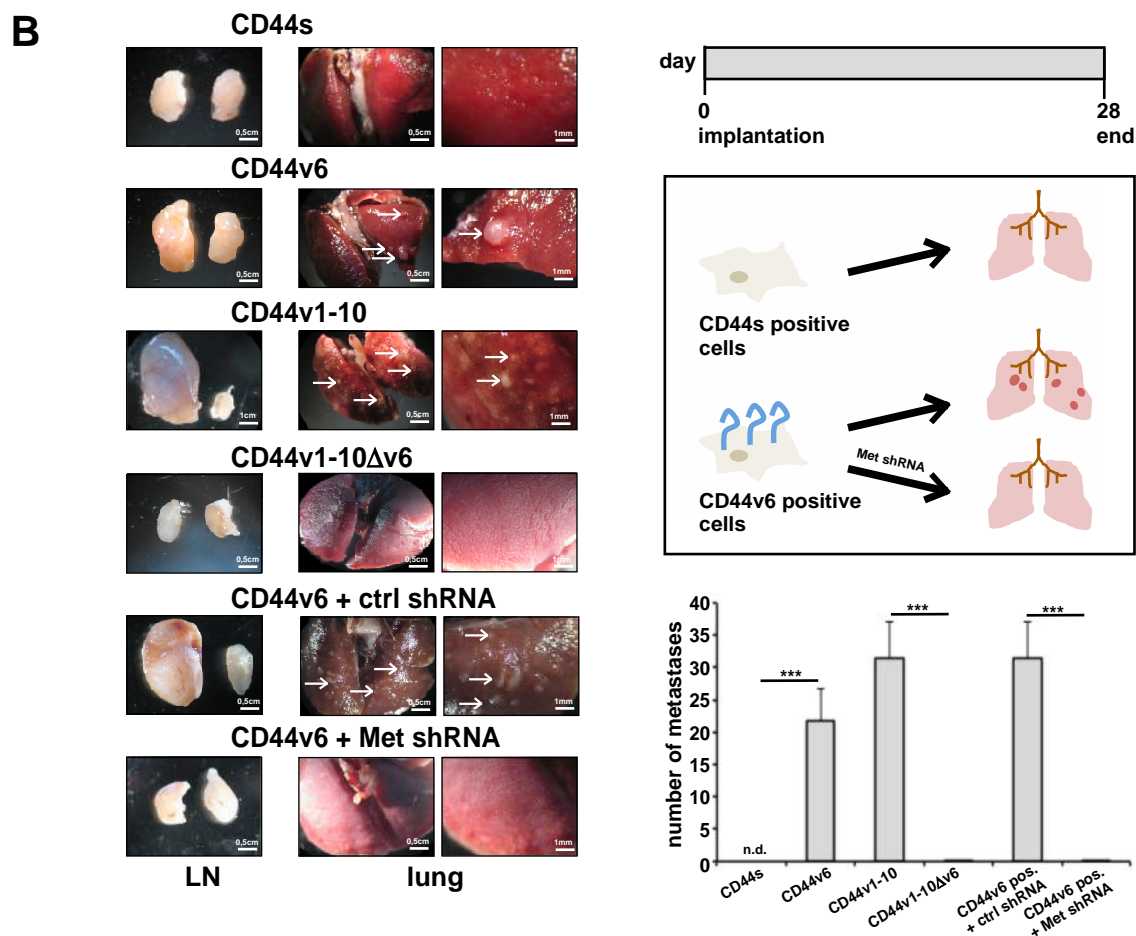 B
CD44s
0,5cm
0,5cm
1mm
CD44v6
0,5cm
0,5cm
1mm
CD44v1-10
1cm
0,5cm
1mm
CD44v1-10Δv6
0,5cm
0,5cm
1mm
CD44v6 + ctrl shRNA
0,5cm
0,5cm
1mm
CD44v6 + Met shRNA
0,5cm
0,5cm
1mm
LN
lung
day
0
28
implantation
end
CD44s positive
cells
Met shRNA
CD44v6 positive
cells
number of metastases
40
35
30
25
20
15
10
5
0
***
***
***
n.d.
CD44s
CD44v6
CD44v1-10
CD44v1-10Δv6
CD44v6 pos.
+ ctrl shRNA
CD44v6 pos.
+ Met shRNA